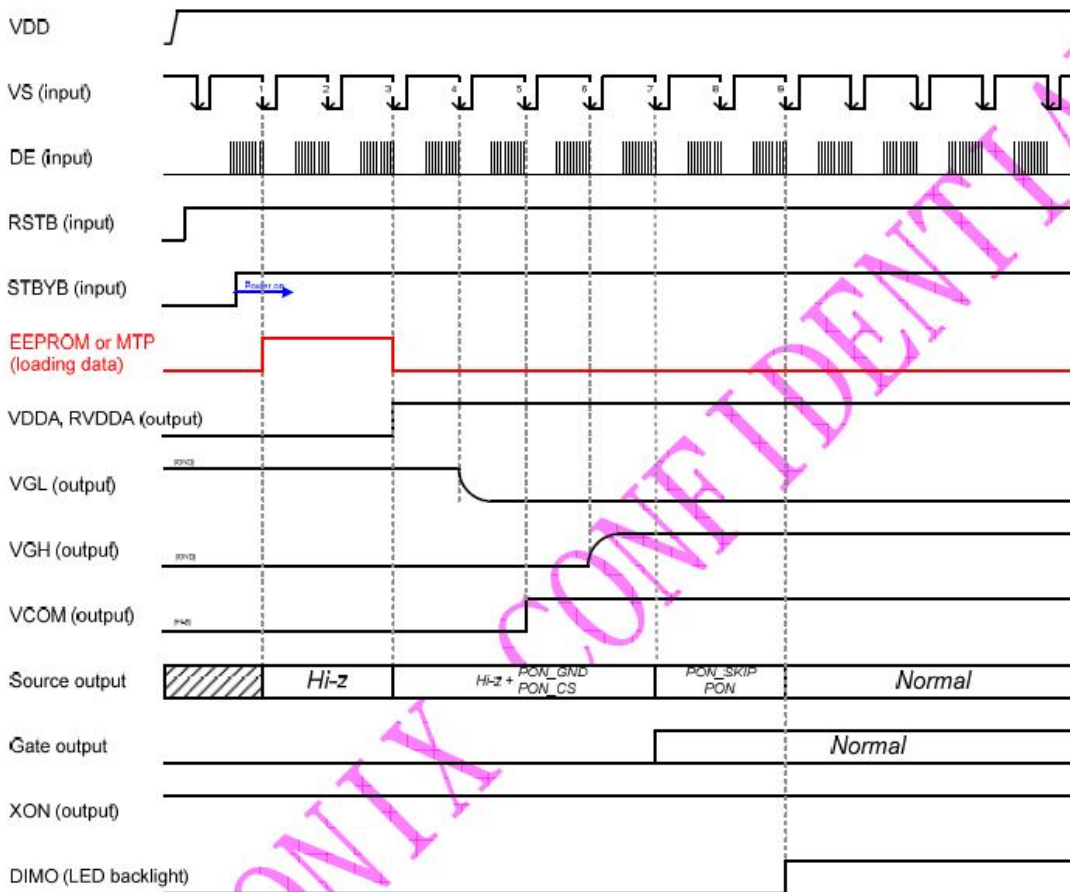 VDD
VS (input)
1 2 3 4 5 6 7 8 9
DE (input)
RSTB (input)
STBYB (input)
Power on
EEPROM or MTP
(loading data)
VDDA, RVDDA (output)
VGL (output)
VGH (output)
VCOM (output)
Source output
Hi-z
Hi-z + PON_GND
PON_CS
PON_SKIP
PON
Normal
Gate output
Normal
XON (output)
DIMO (LED backlight)
ONIX CONFIDENTIA